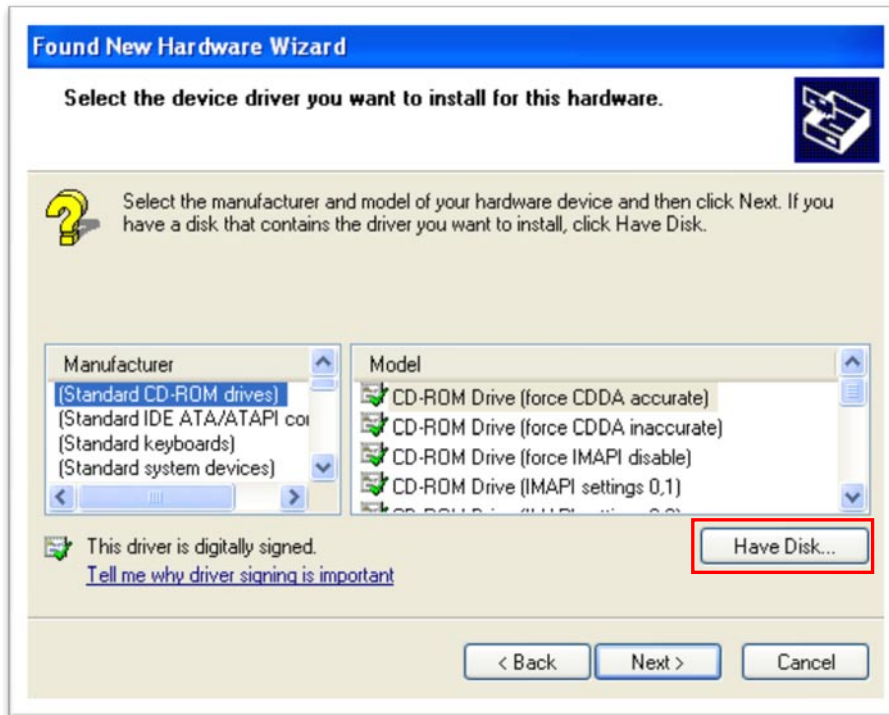 Found New Hardware Wizard
Select the device driver you want to install for this hardware.
Select the manufacturer and model of your hardware device and then click Next. If you
have a disk that contains the driver you want to install, click Have Disk.
Manufacturer
(Standard CD-ROM drives)
(Standard IDE ATA/ATAPI co
(Standard keyboards)
(Standard system devices)
Model
CD-ROM Drive (force CDDA accurate)
CD-ROM Drive (force CDDA inaccurate)
CD-ROM Drive (force IMAPI disable)
CD-ROM Drive (IMAPI settings 0,1)
This driver is digitally signed.
Tell me why driver signing is important
Have Disk...
< Back
Next >
Cancel